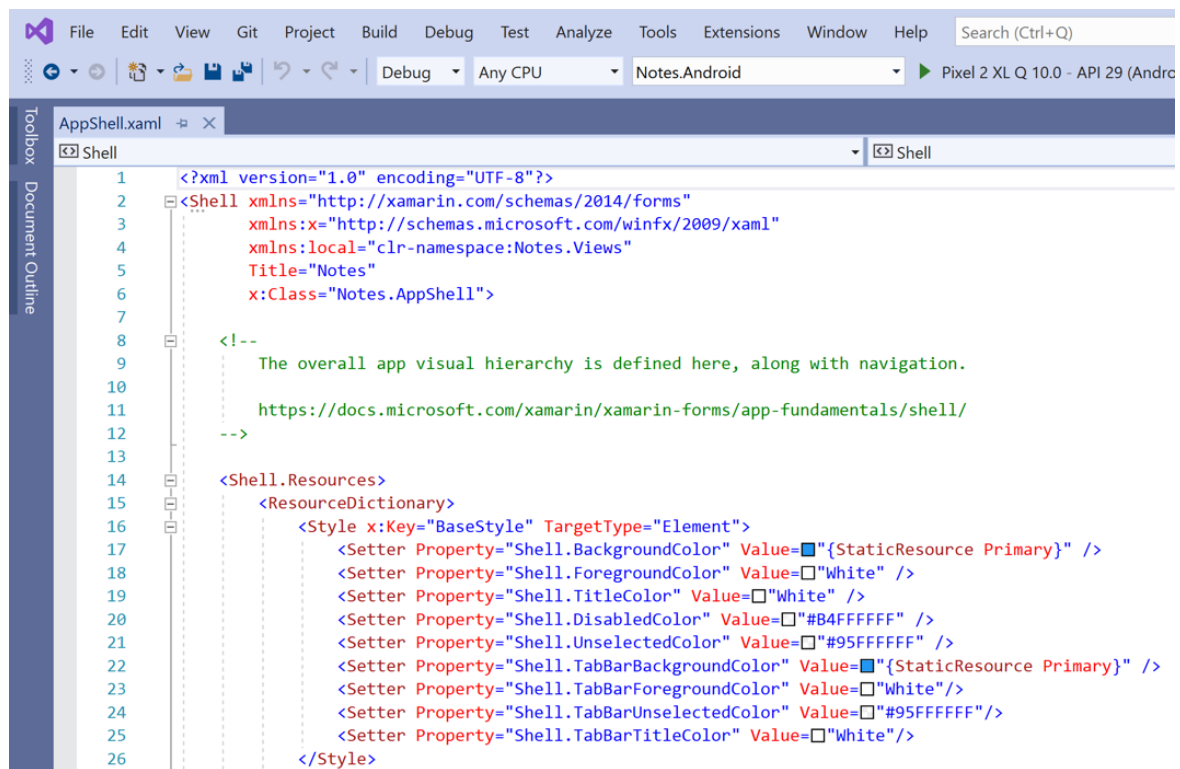 File Edit View Git Project Build Debug Test Analyze Tools Extensions Window Help Search (Ctrl+Q)
Debug Any CPU Notes.Android Pixel 2 XL Q 10.0 - API 29 (Andro
Toolbox
Document Outline
AppShell.xaml
Shell Shell
1 <?xml version="1.0" encoding="UTF-8"?>
2 <Shell xmlns="http://xamarin.com/schemas/2014/forms"
3 xmlns:x="http://schemas.microsoft.com/winfx/2009/xaml"
4 xmlns:local="clr-namespace:Notes.Views"
5 Title="Notes"
6 x:Class="Notes.AppShell">
7
8 <!--
9 The overall app visual hierarchy is defined here, along with navigation.
10
11 https://docs.microsoft.com/xamarin/xamarin-forms/app-fundamentals/shell/
12 -->
13
14 <Shell.Resources>
15 <ResourceDictionary>
16 <Style x:Key="BaseStyle" TargetType="Element">
17 <Setter Property="Shell.BackgroundColor" Value="{StaticResource Primary}" />
18 <Setter Property="Shell.ForegroundColor" Value="White" />
19 <Setter Property="Shell.TitleColor" Value="White" />
20 <Setter Property="Shell.DisabledColor" Value="#B4FFFFFF" />
21 <Setter Property="Shell.UnselectedColor" Value="#95FFFFFF" />
22 <Setter Property="Shell.TabBarBackgroundColor" Value="{StaticResource Primary}" />
23 <Setter Property="Shell.TabBarForegroundColor" Value="White"/>
24 <Setter Property="Shell.TabBarUnselectedColor" Value="#95FFFFFF"/>
25 <Setter Property="Shell.TabBarTitleColor" Value="White"/>
26 </Style>